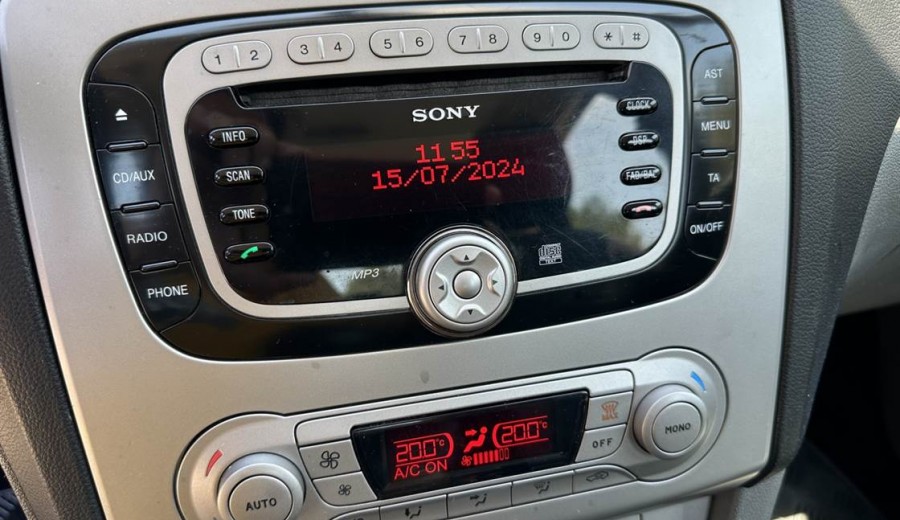 1 2 3 4 5 6 7 8 9 0 * #
SONY
11 55
15/07/2024
CD/AUX
RADIO
PHONE
INFO
SCAN
TONE
CLOCK
DSP
FAD/BAL
AST
MENU
TA
ON/OFF
MP3
20.0°C
20.0°C
A/C ON
AUTO
OFF
MONO